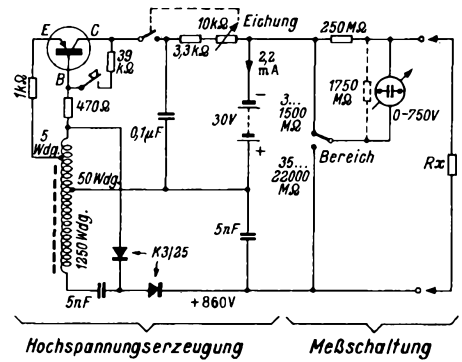 E
C
B
39
kΩ
1kΩ
470Ω
5
Wdg.
50Wdg.
1250 Wdg.
5nF
0,1µF
3,3kΩ
10kΩ
Eichung
2,2
mA
−
30V
+
5nF
K3/25
+860V
250MΩ
1750
MΩ
0-750V
3...
1500
MΩ
Bereich
35...
22000
MΩ
Rx
Hochspannungserzeugung
Meßschaltung